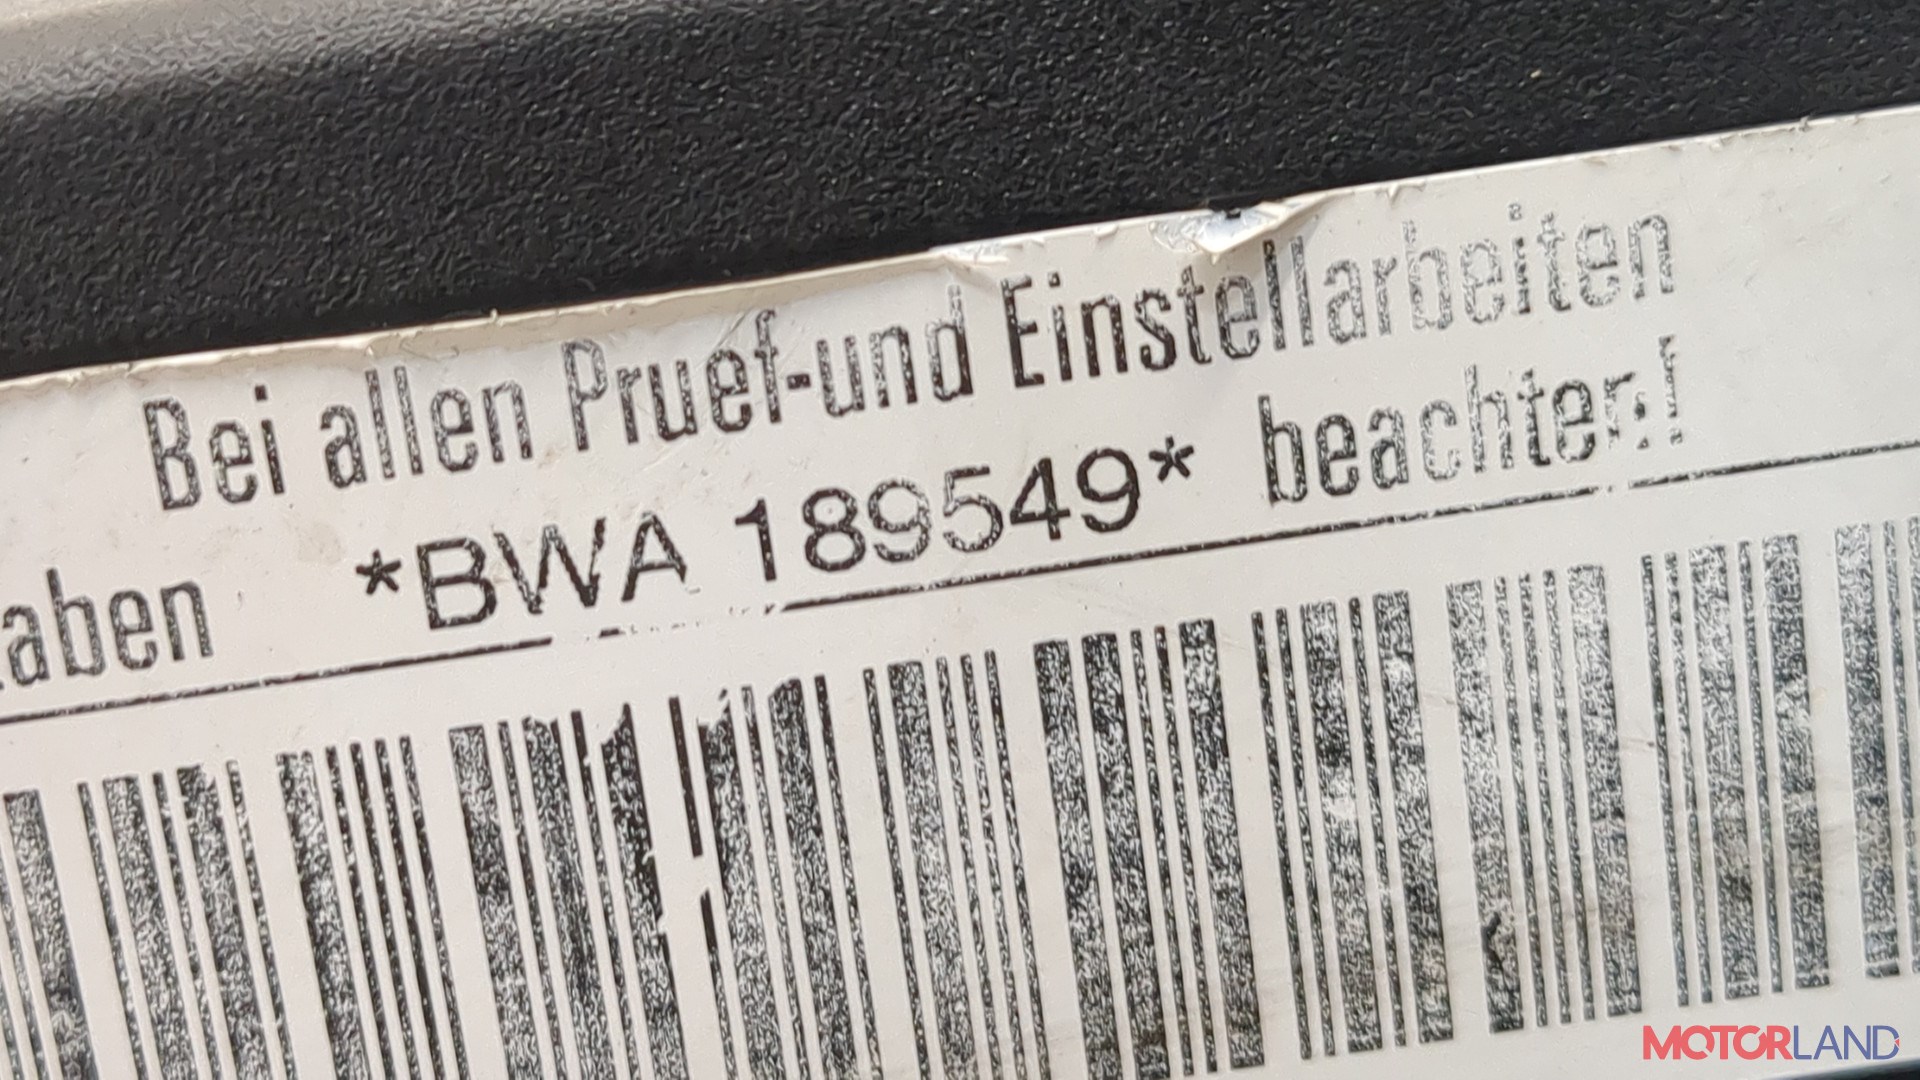 Bei allen Pruef-und Einstellarbeiten
aben *BWA 189549* beachten!
MOTORLAND